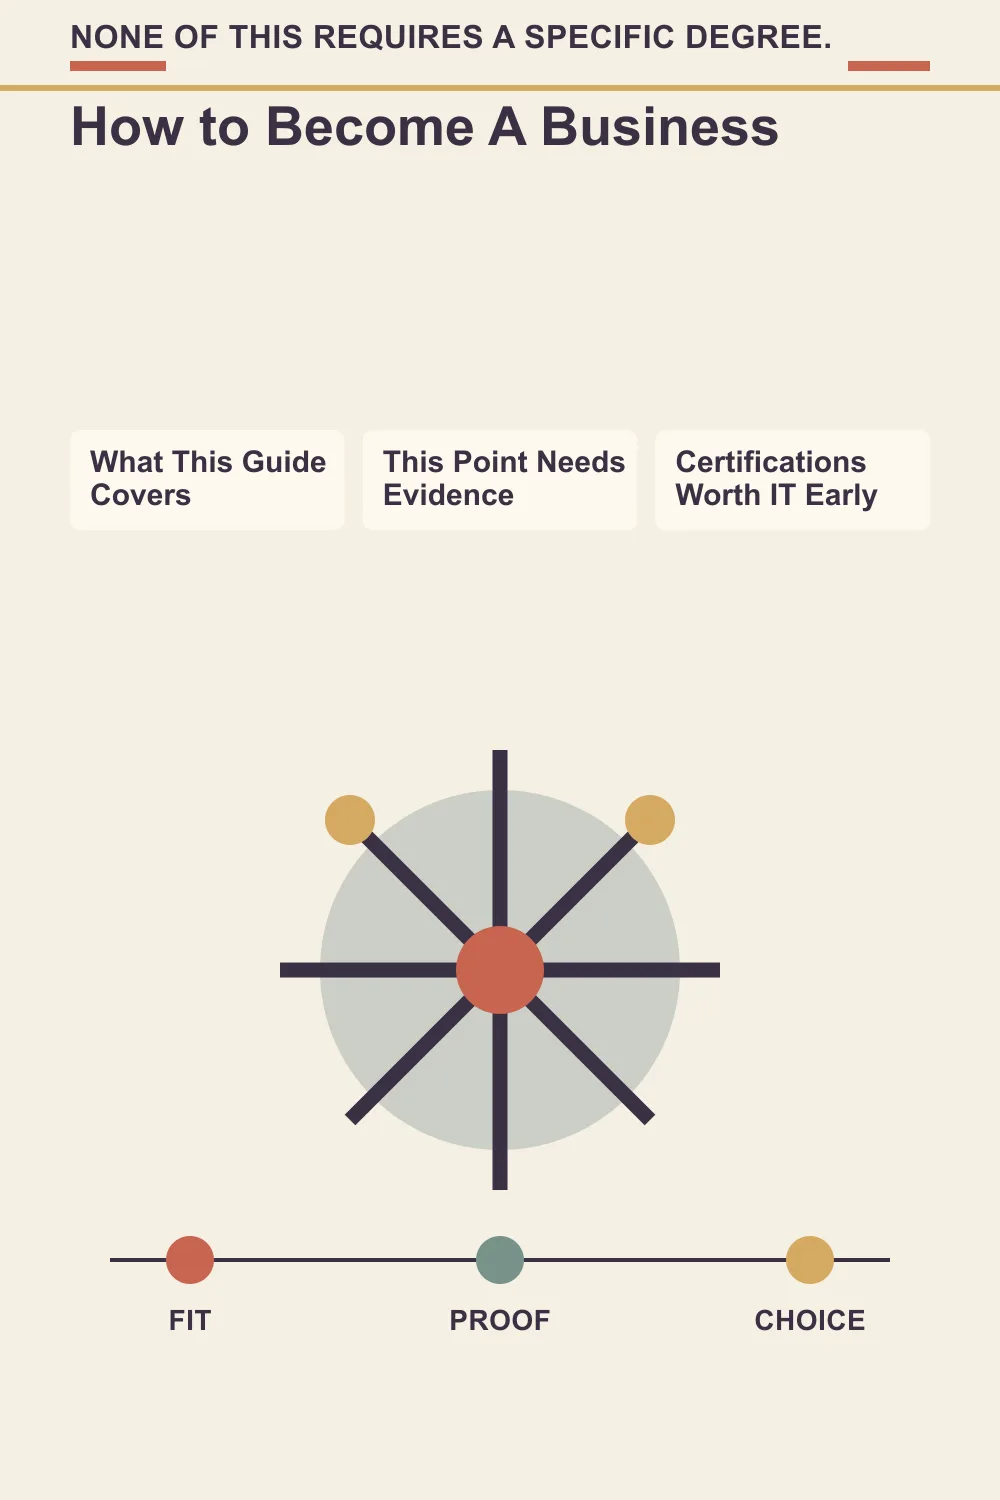 NONE OF THIS REQUIRES A SPECIFIC DEGREE.
How to Become A Business
What This Guide
Covers
This Point Needs
Evidence
Certifications
Worth IT Early
FIT
PROOF
CHOICE